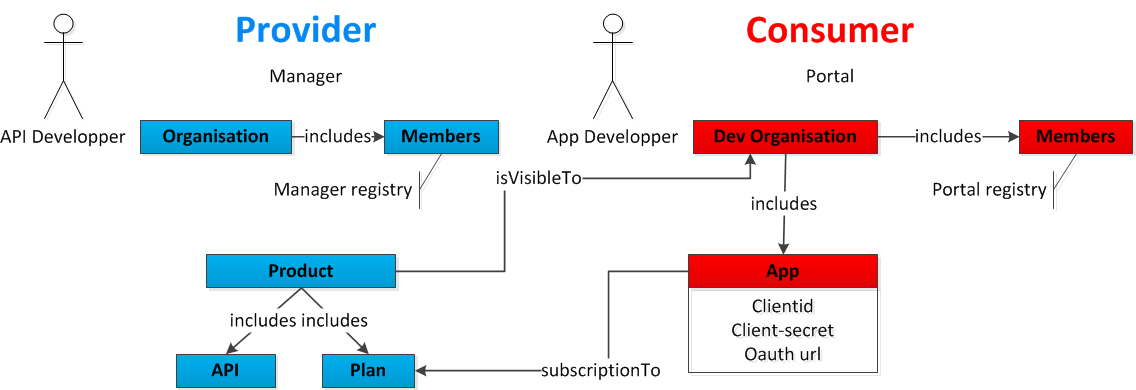 Provider
Consumer
Manager
Portal
API Developper
Organisation
includes
Members
App Developper
Dev Organisation
includes
Members
isVisibleTo
Manager registry
Portal registry
includes
Product
App
Clientid
Client-secret
Oauth url
includes includes
API
Plan
subscriptionTo